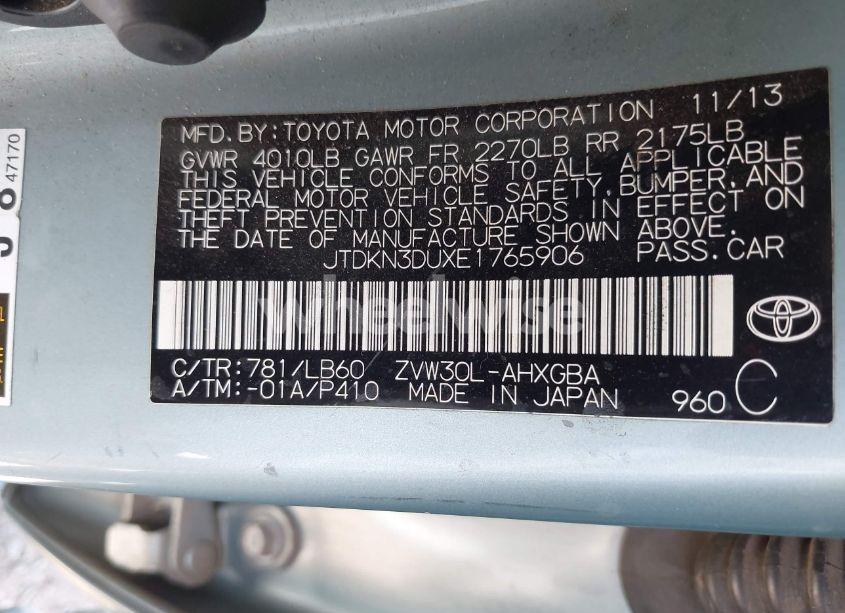 MFD. BY:TOYOTA MOTOR CORPORATION 11/13
GVWR 4010LB GAWR FR 2270LB RR 2175LB
THIS VEHICLE CONFORMS TO ALL APPLICABLE
FEDERAL MOTOR VEHICLE SAFETY,BUMPER,AND
THEFT PREVENTION STANDARDS IN EFFECT ON
THE DATE OF MANUFACTURE SHOWN ABOVE.
JTDKN3DUXE1765906 PASS.CAR
wheelwise
C/TR:781/LB60 ZVW30L-AHXGBA
A/TM:-01A/P410 MADE IN JAPAN 960 C
47170